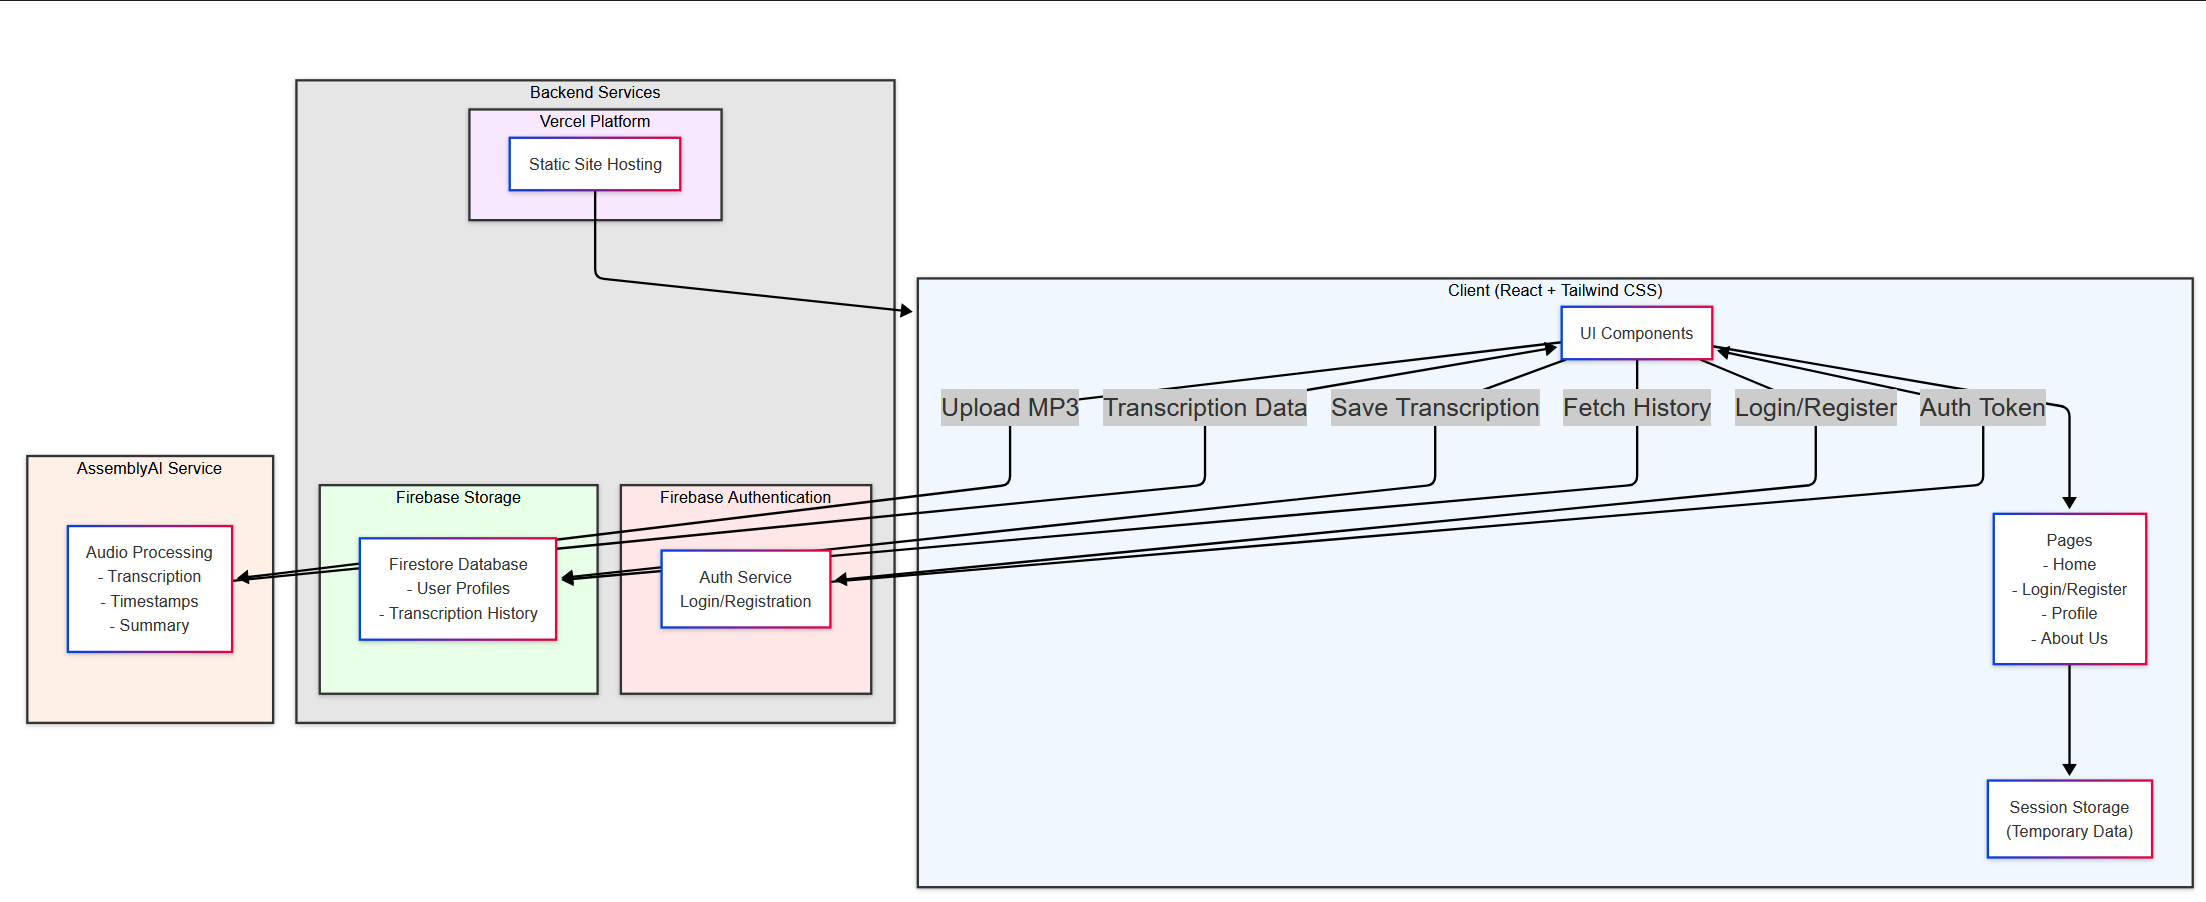 Backend Services
Vercel Platform
Static Site Hosting
Client (React + Tailwind CSS)
UI Components
Upload MP3
Transcription Data
Save Transcription
Fetch History
Login/Register
Auth Token
AssemblyAI Service
Audio Processing
- Transcription
- Timestamps
- Summary
Firebase Storage
Firestore Database
- User Profiles
- Transcription History
Firebase Authentication
Auth Service
Login/Registration
Pages
- Home
- Login/Register
- Profile
- About Us
Session Storage
(Temporary Data)